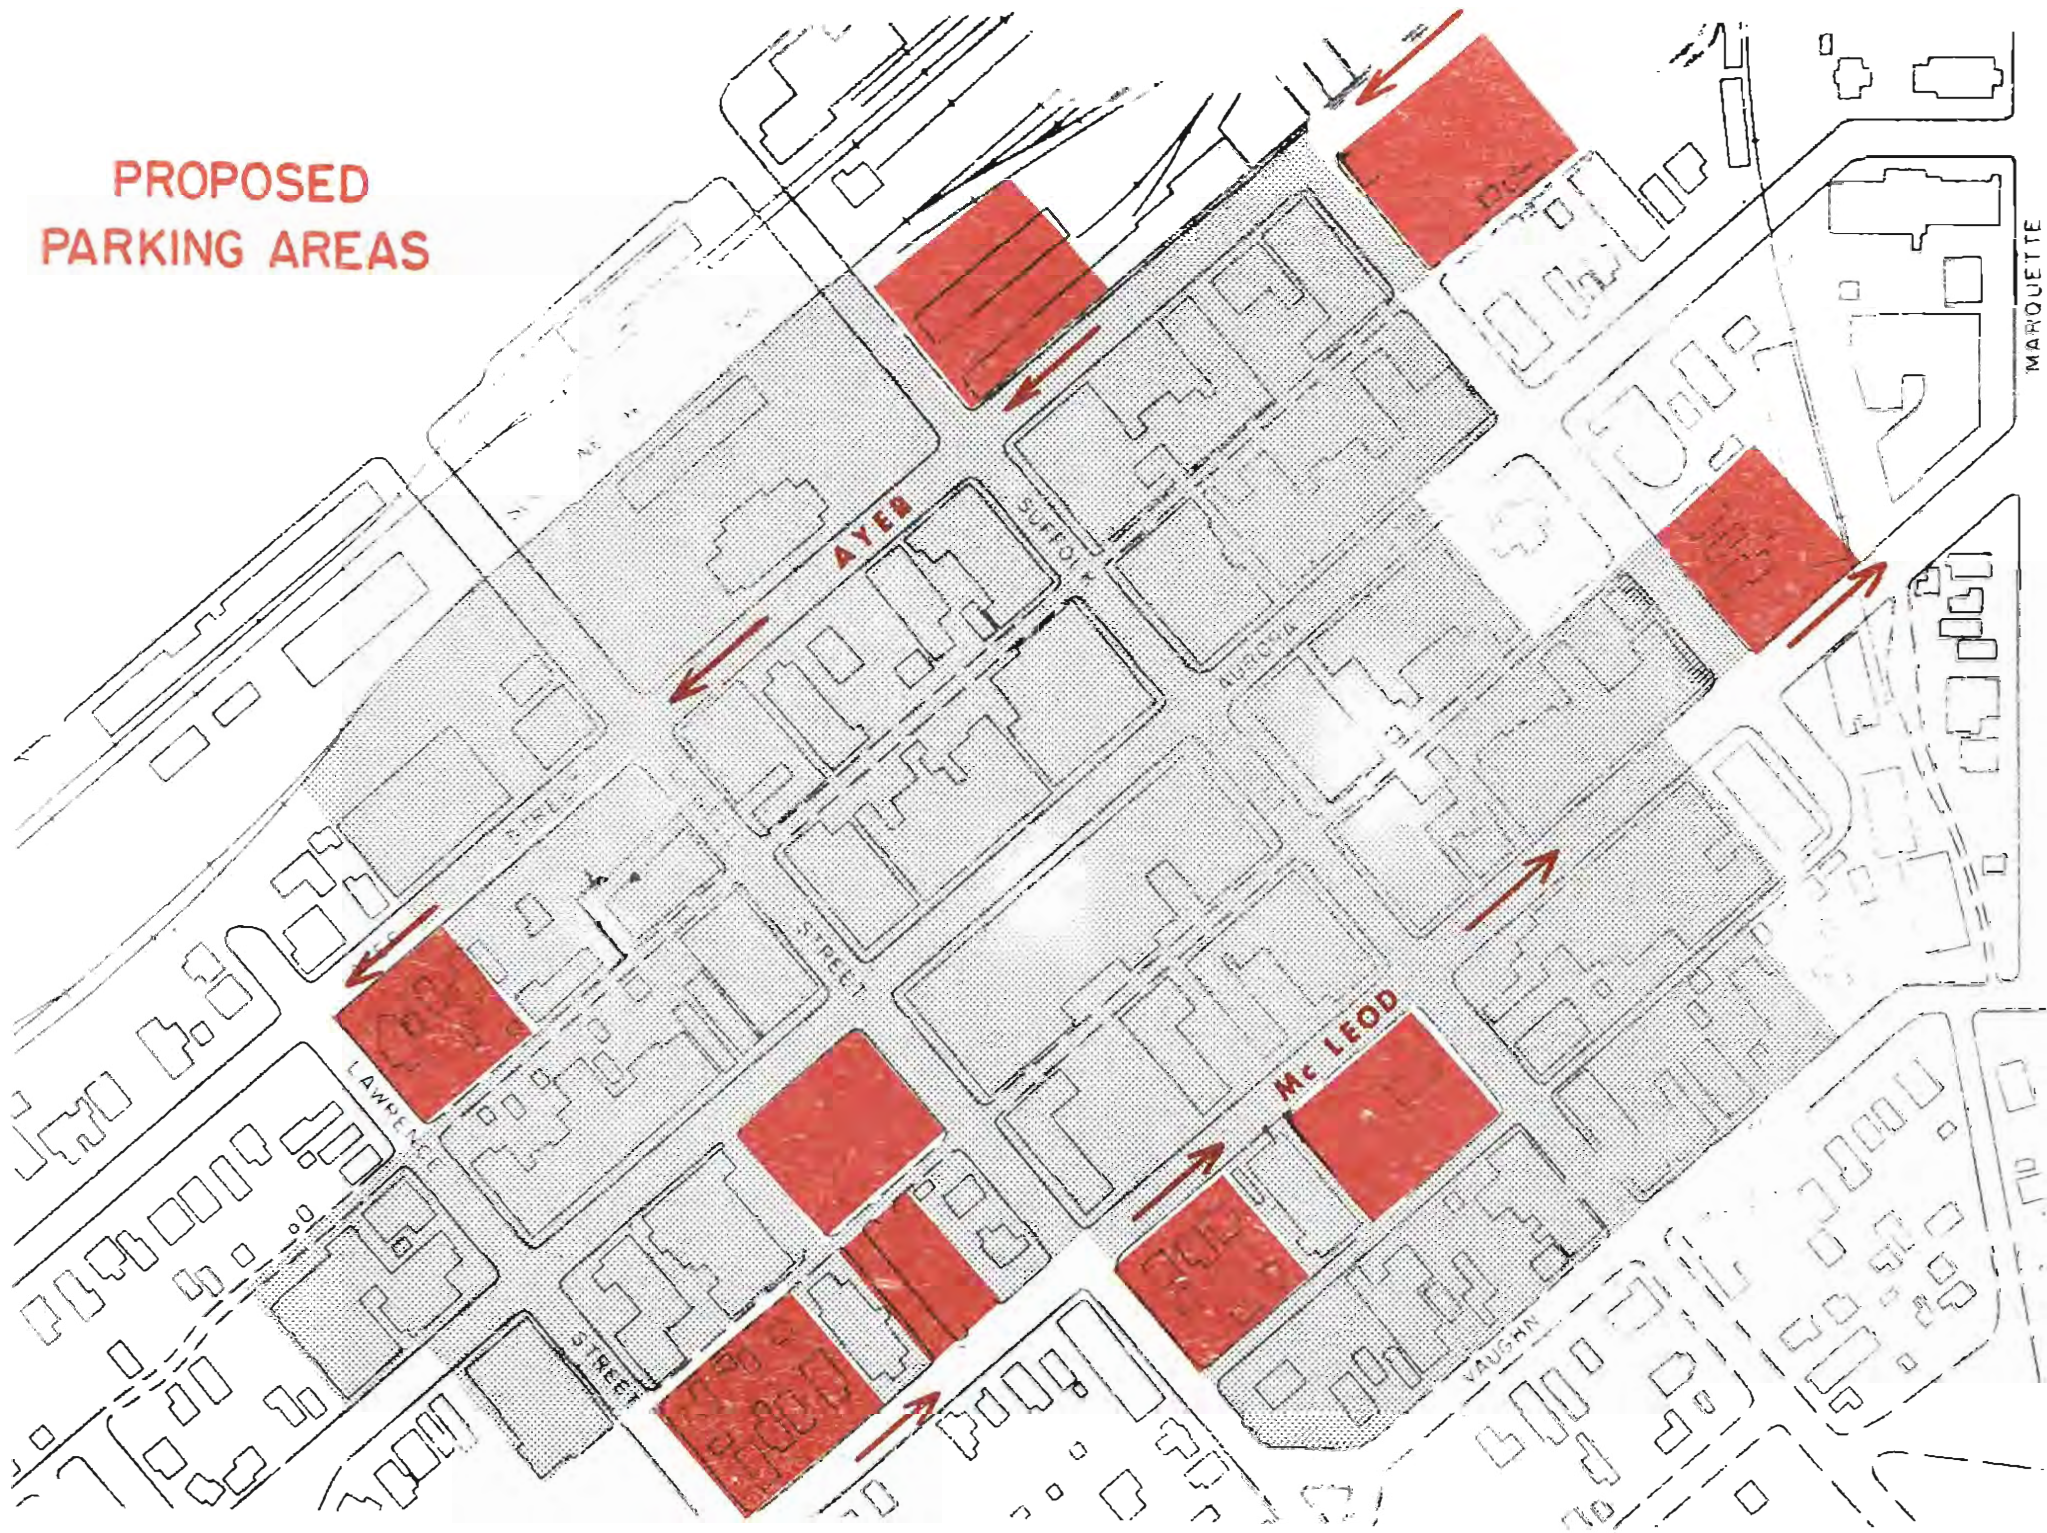 PROPOSED
PARKING AREAS
MARQUETTE
AYER
SUFFOLK
AURORA
STREET
Mc LEOD
LAWRENCE
STREET
VAUGHN